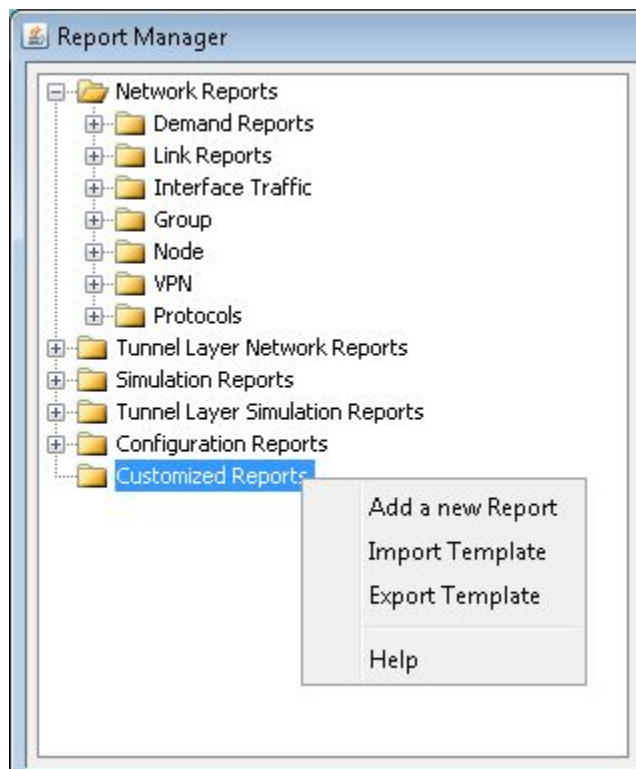 Report Manager
Network Reports
Demand Reports
Link Reports
Interface Traffic
Group
Node
VPN
Protocols
Tunnel Layer Network Reports
Simulation Reports
Tunnel Layer Simulation Reports
Configuration Reports
Customized Reports
Add a new Report
Import Template
Export Template
Help